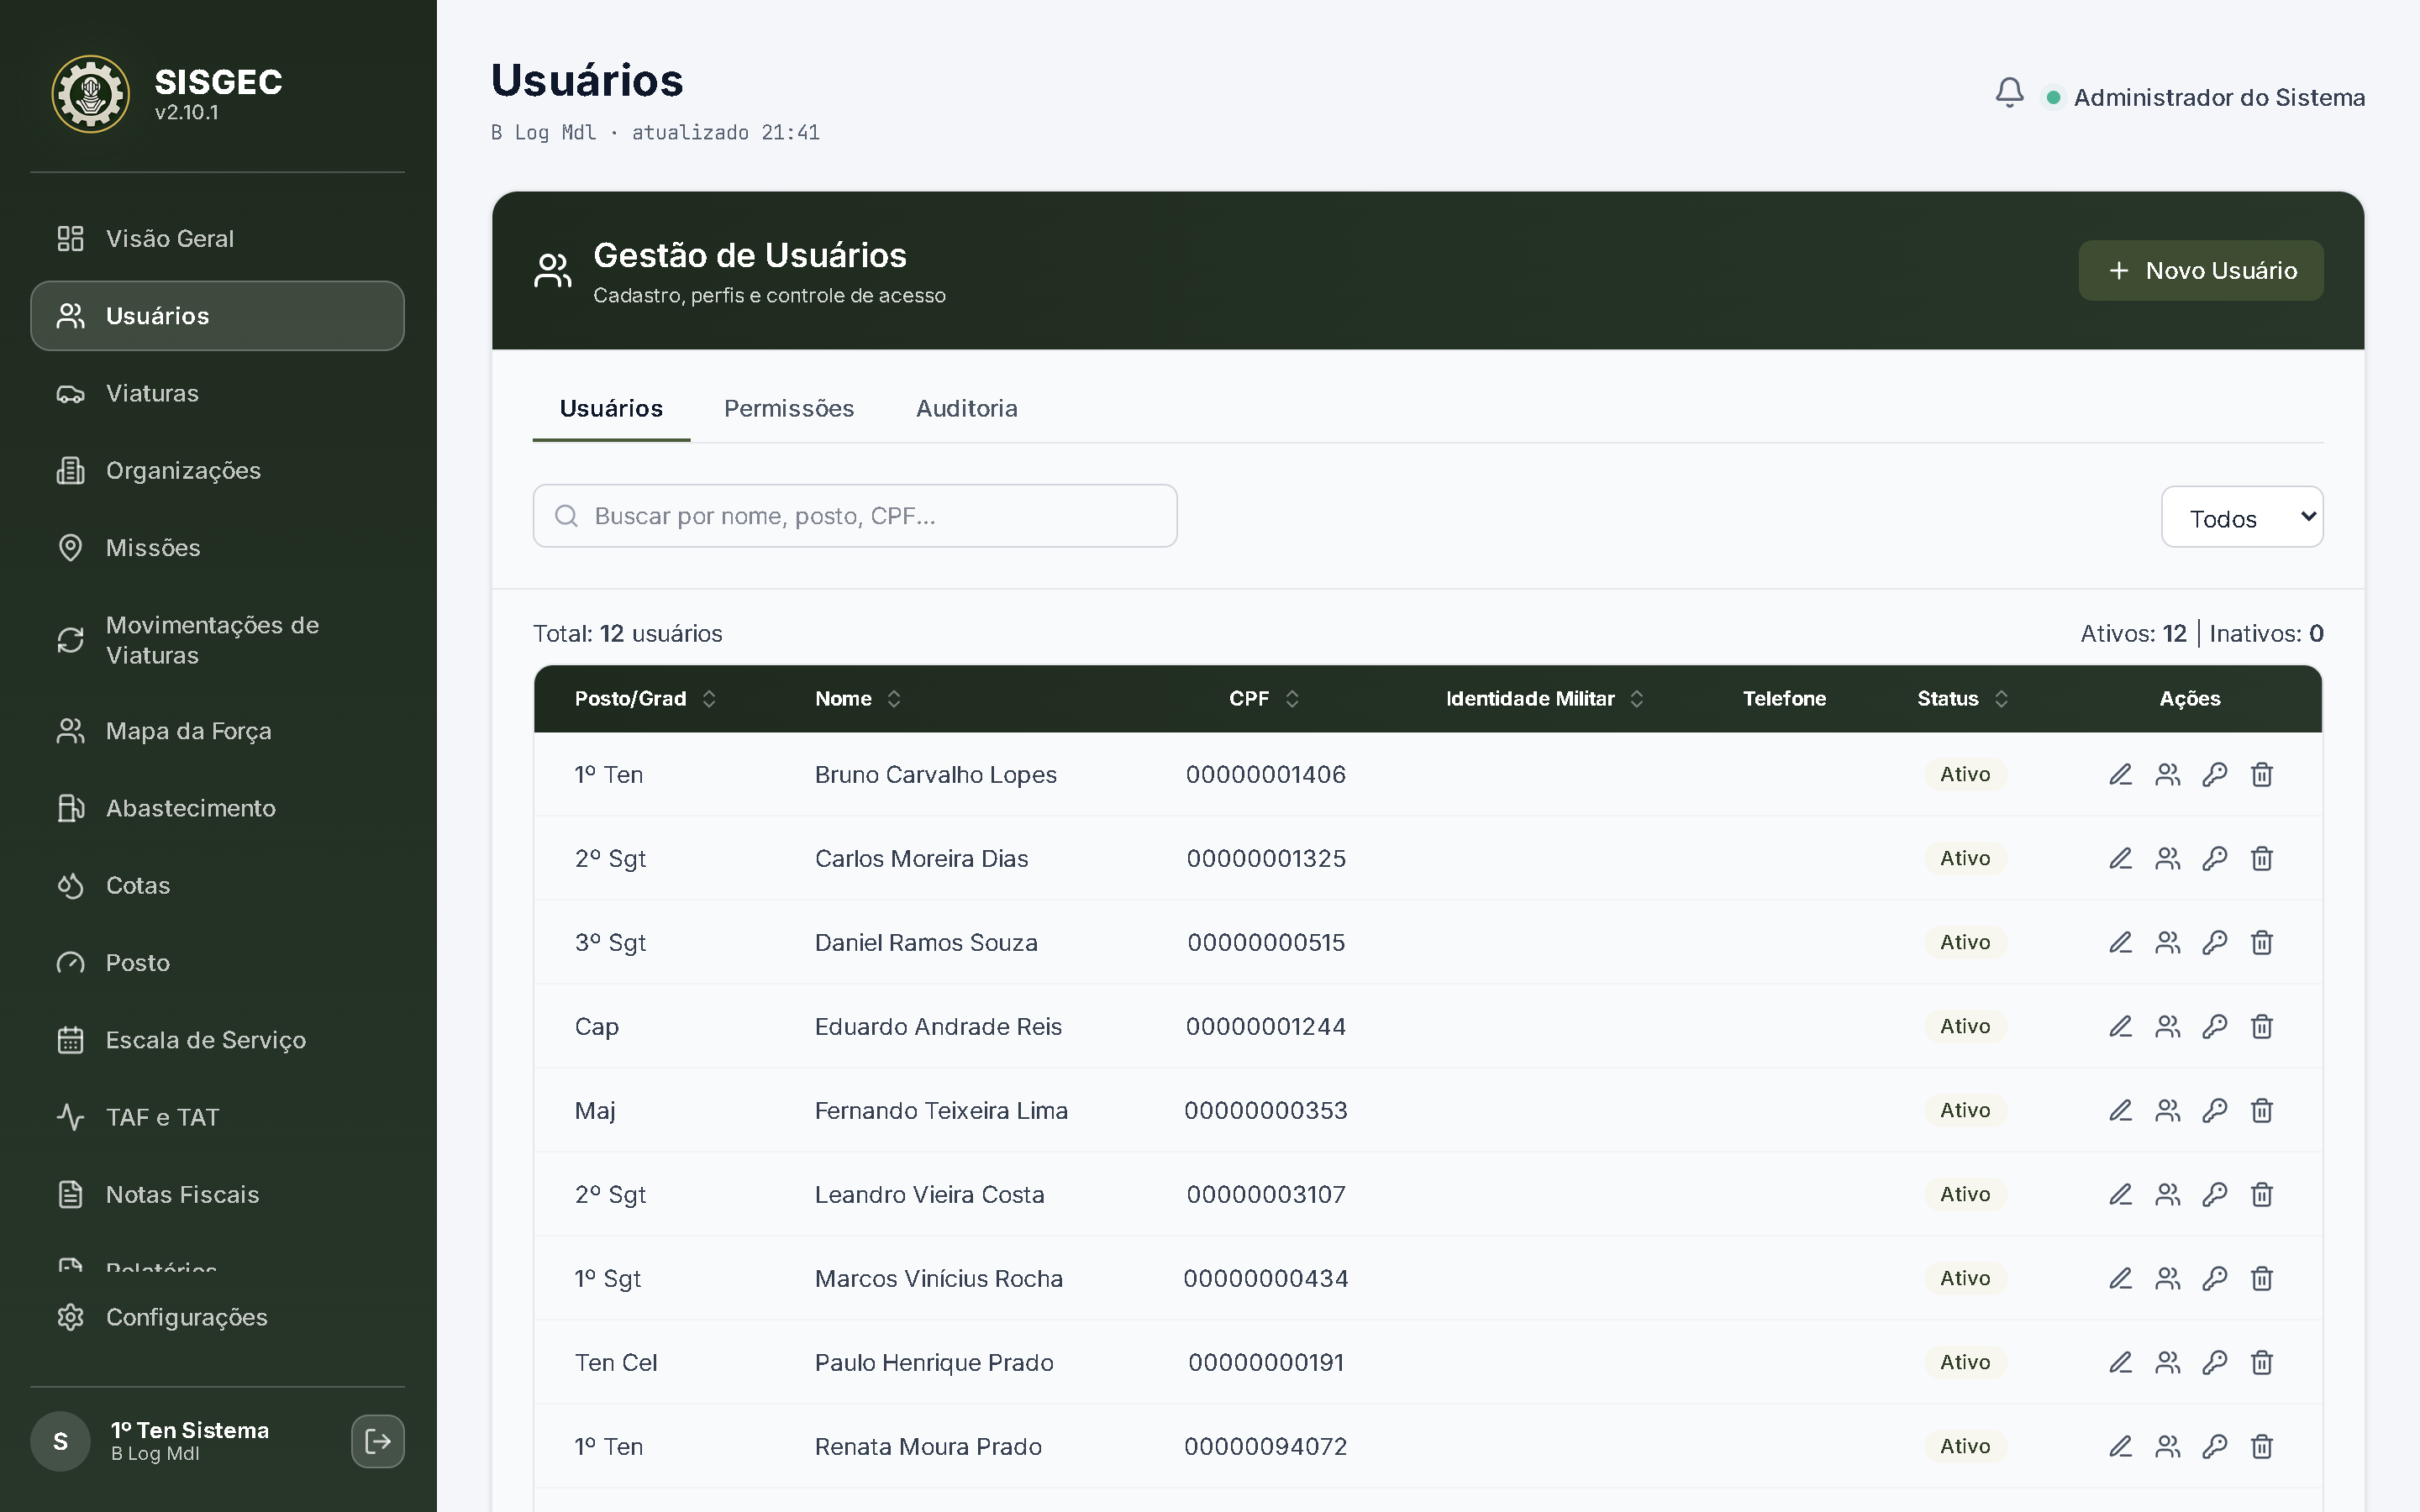 SISGEC
v2.10.1
Visão Geral
Usuários
Viaturas
Organizações
Missões
Movimentações de
Viaturas
Mapa da Força
Abastecimento
Cotas
Posto
Escala de Serviço
TAF e TAT
Notas Fiscais
Relatórios
Configurações
S
1º Ten Sistema
B Log Mdl
Usuários
B Log Mdl · atualizado 21:41
Administrador do Sistema
Gestão de Usuários
Cadastro, perfis e controle de acesso
+ Novo Usuário
Usuários Permissões Auditoria
Buscar por nome, posto, CPF...
Todos
Total: 12 usuários
Ativos: 12 | Inativos: 0
Posto/Grad Nome CPF Identidade Militar Telefone Status Ações
1º Ten Bruno Carvalho Lopes 00000001406 Ativo
2º Sgt Carlos Moreira Dias 00000001325 Ativo
3º Sgt Daniel Ramos Souza 00000000515 Ativo
Cap Eduardo Andrade Reis 00000001244 Ativo
Maj Fernando Teixeira Lima 00000000353 Ativo
2º Sgt Leandro Vieira Costa 00000003107 Ativo
1º Sgt Marcos Vinícius Rocha 00000000434 Ativo
Ten Cel Paulo Henrique Prado 00000000191 Ativo
1º Ten Renata Moura Prado 00000094072 Ativo